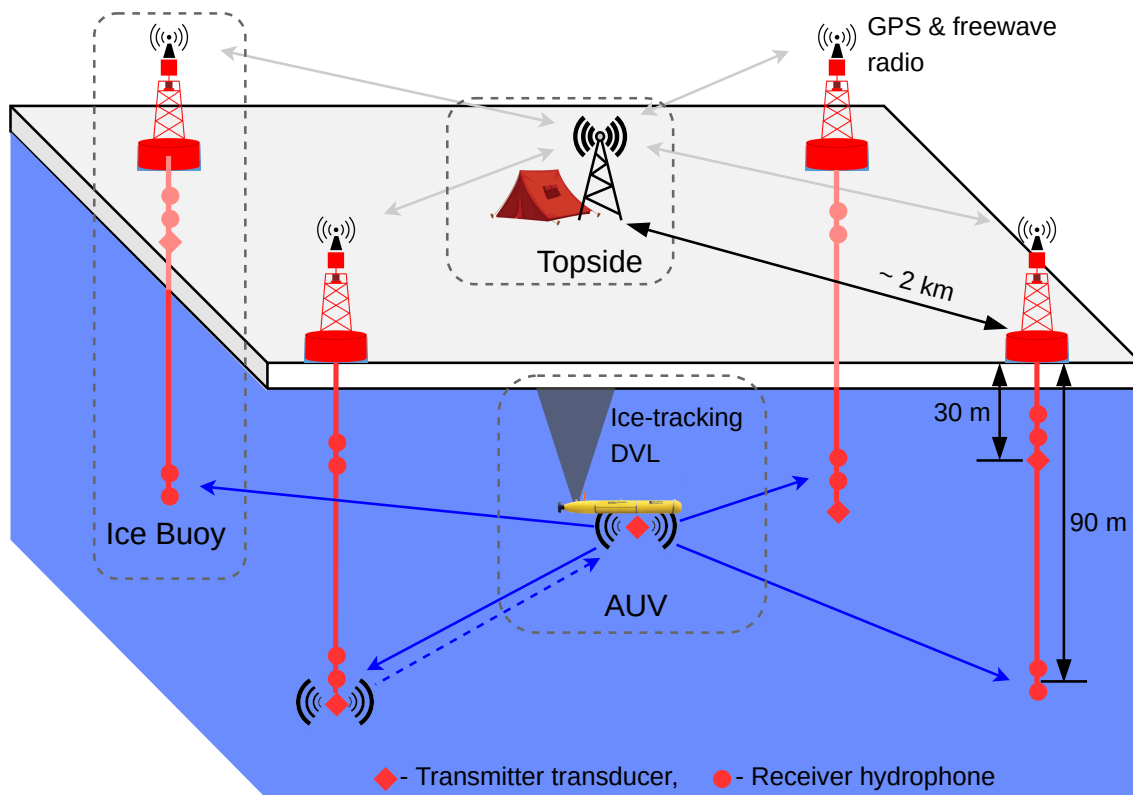 GPS & freewave
radio
Topside
~ 2 km
Ice-tracking
DVL
30 m
90 m
Ice Buoy
AUV
- Transmitter transducer,
- Receiver hydrophone